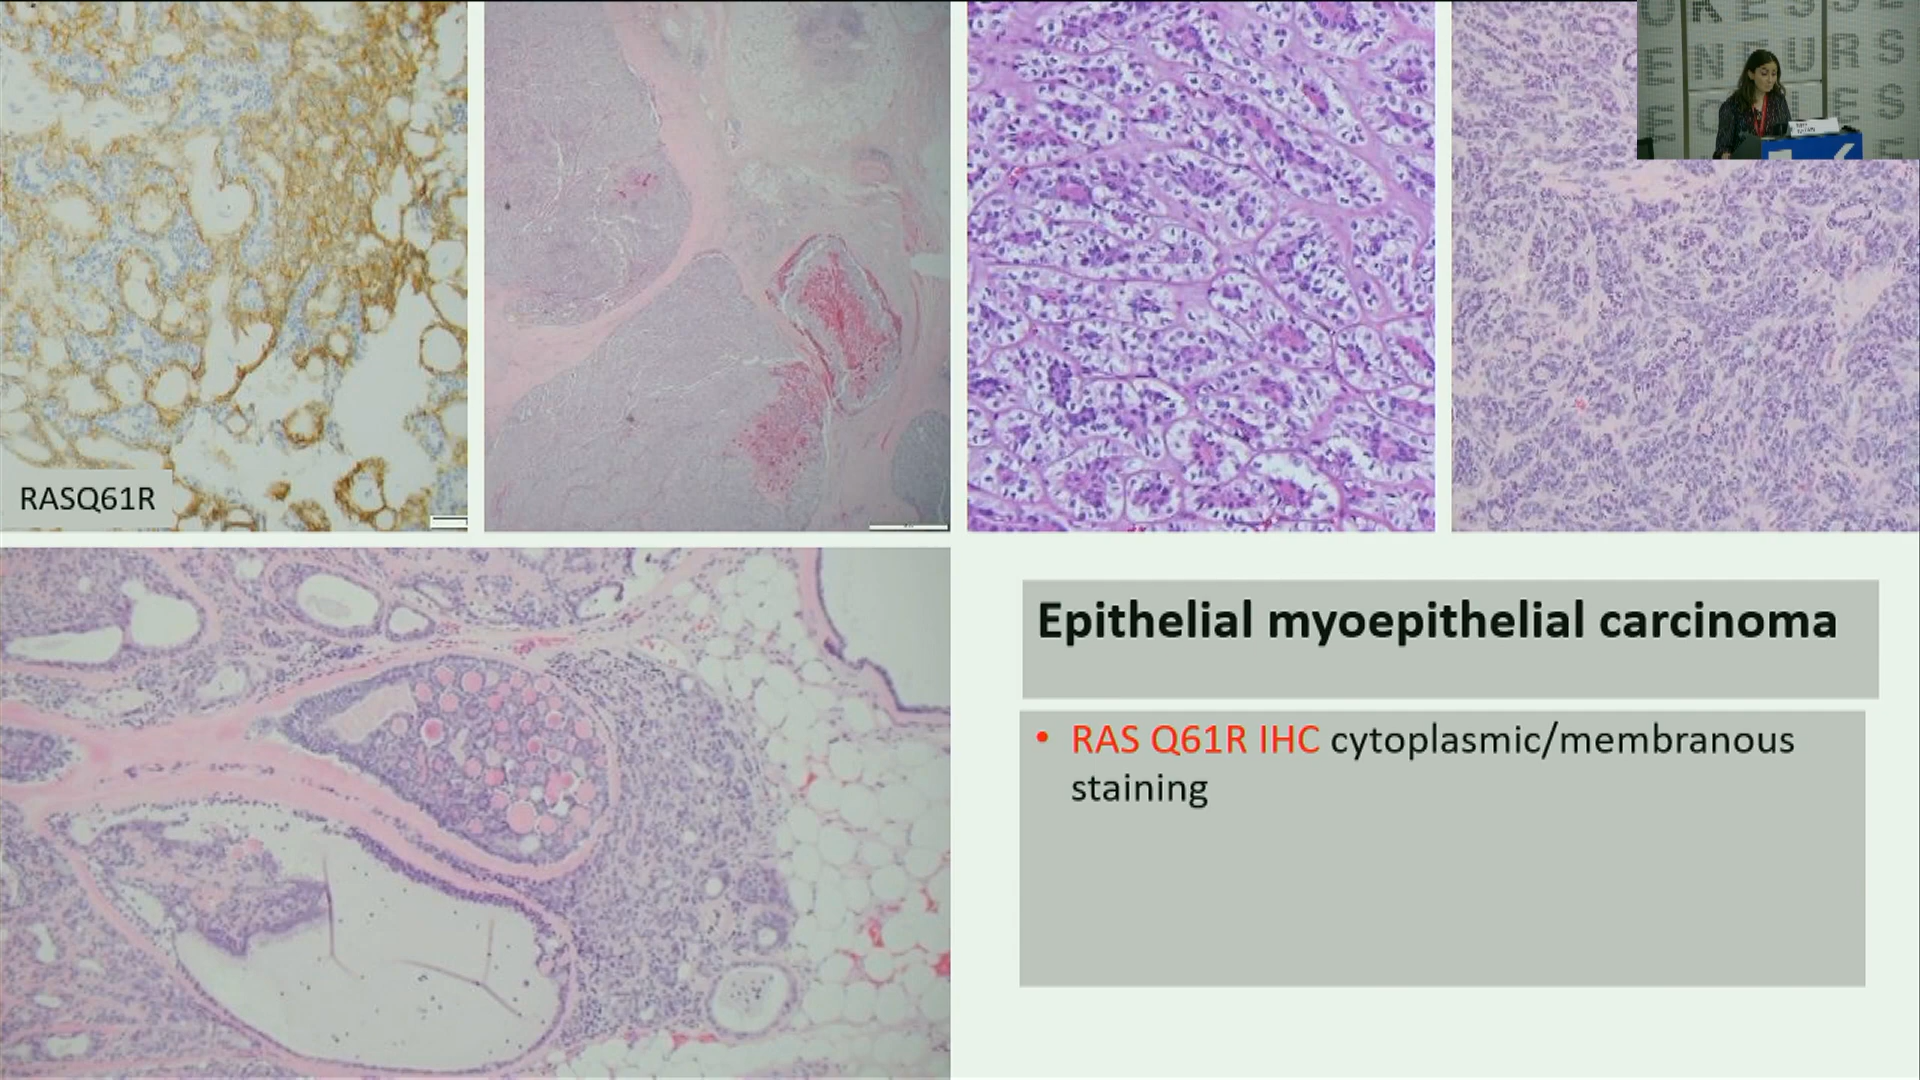 RASQ61R
Epithelial myoepithelial carcinoma
• RAS Q61R IHC cytoplasmic/membranous
staining